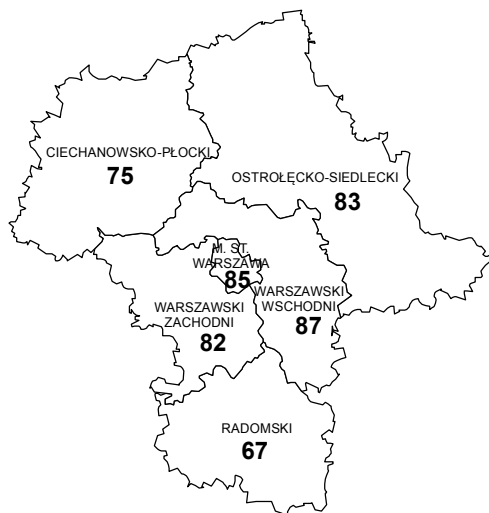 CIECHANOWSKO-PŁOCKI
75
OSTROŁĘCKO-SIEDLECKI
83
M. ST.
WARSZAWA
85
WARSZAWSKI
WSCHODNI
87
WARSZAWSKI
ZACHODNI
82
RADOMSKI
67